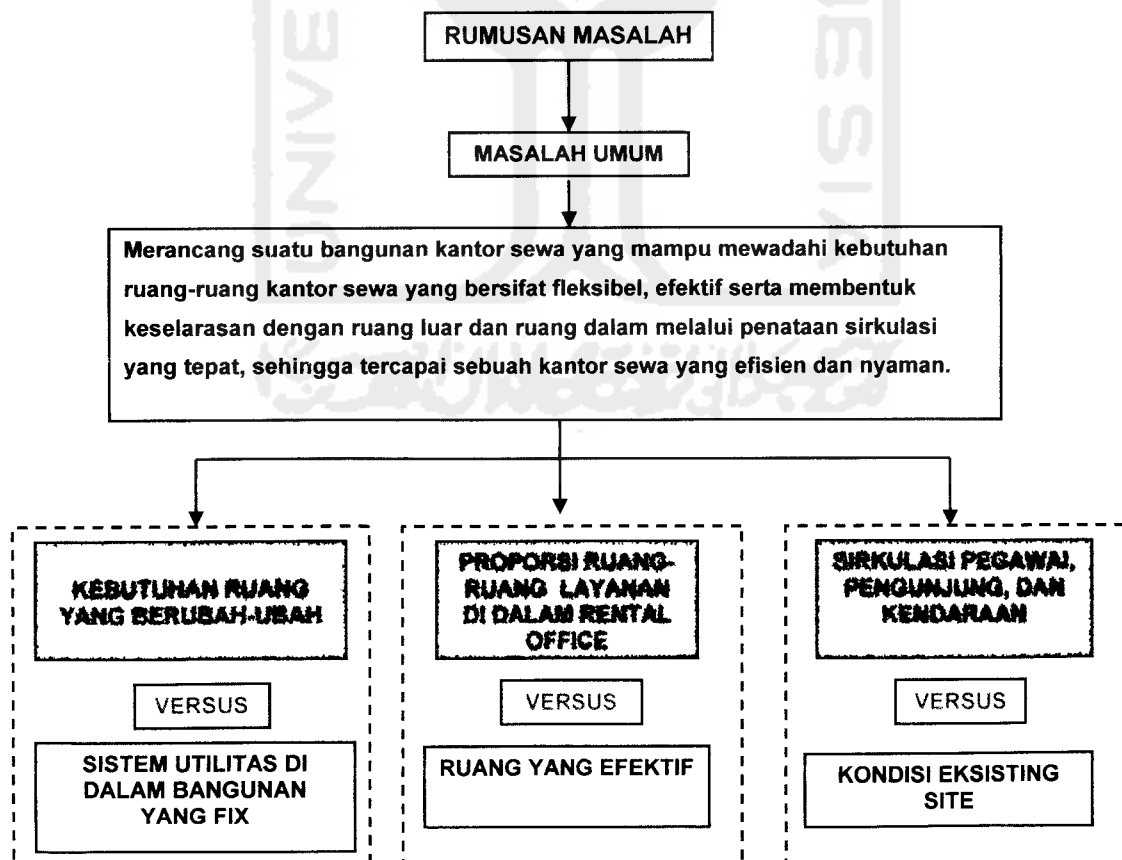 RUMUSAN MASALAH
MASALAH UMUM
Merancang suatu bangunan kantor sewa yang mampu mewadahi kebutuhan
ruang-ruang kantor sewa yang bersifat fleksibel, efektif serta membentuk
keselarasan dengan ruang luar dan ruang dalam melalui penataan sirkulasi
yang tepat, sehingga tercapai sebuah kantor sewa yang efisien dan nyaman.
KEBUTUHAN RUANG
YANG BERUBAH-UBAH
VERSUS
SISTEM UTILITAS DI
DALAM BANGUNAN
YANG FIX
PROPORSI RUANG-
RUANG LAYANAN
DI DALAM RENTAL
OFFICE
VERSUS
RUANG YANG EFEKTIF
SIRKULASI PEGAWAI,
PENGUNJUNG, DAN
KENDARAAN
VERSUS
KONDISI EKSISTING
SITE